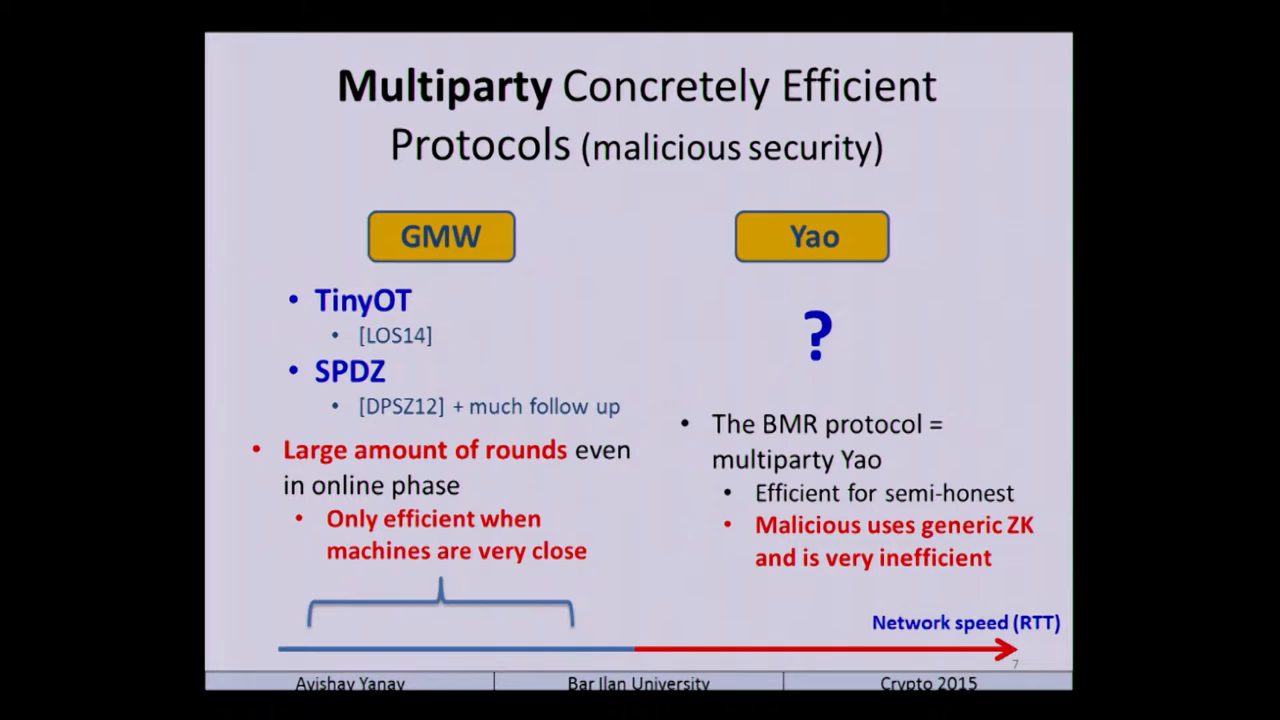 Multiparty Concretely Efficient
Protocols (malicious security)
GMW
• TinyOT
• [LOS14]
• SPDZ
• [DPSZ12] + much follow up
• Large amount of rounds even
in online phase
• Only efficient when
machines are very close
Yao
?
• The BMR protocol =
multiparty Yao
• Efficient for semi-honest
• Malicious uses generic ZK
and is very inefficient
Network speed (RTT)
7
Avishay Yanay
Bar Ilan University
Crypto 2015